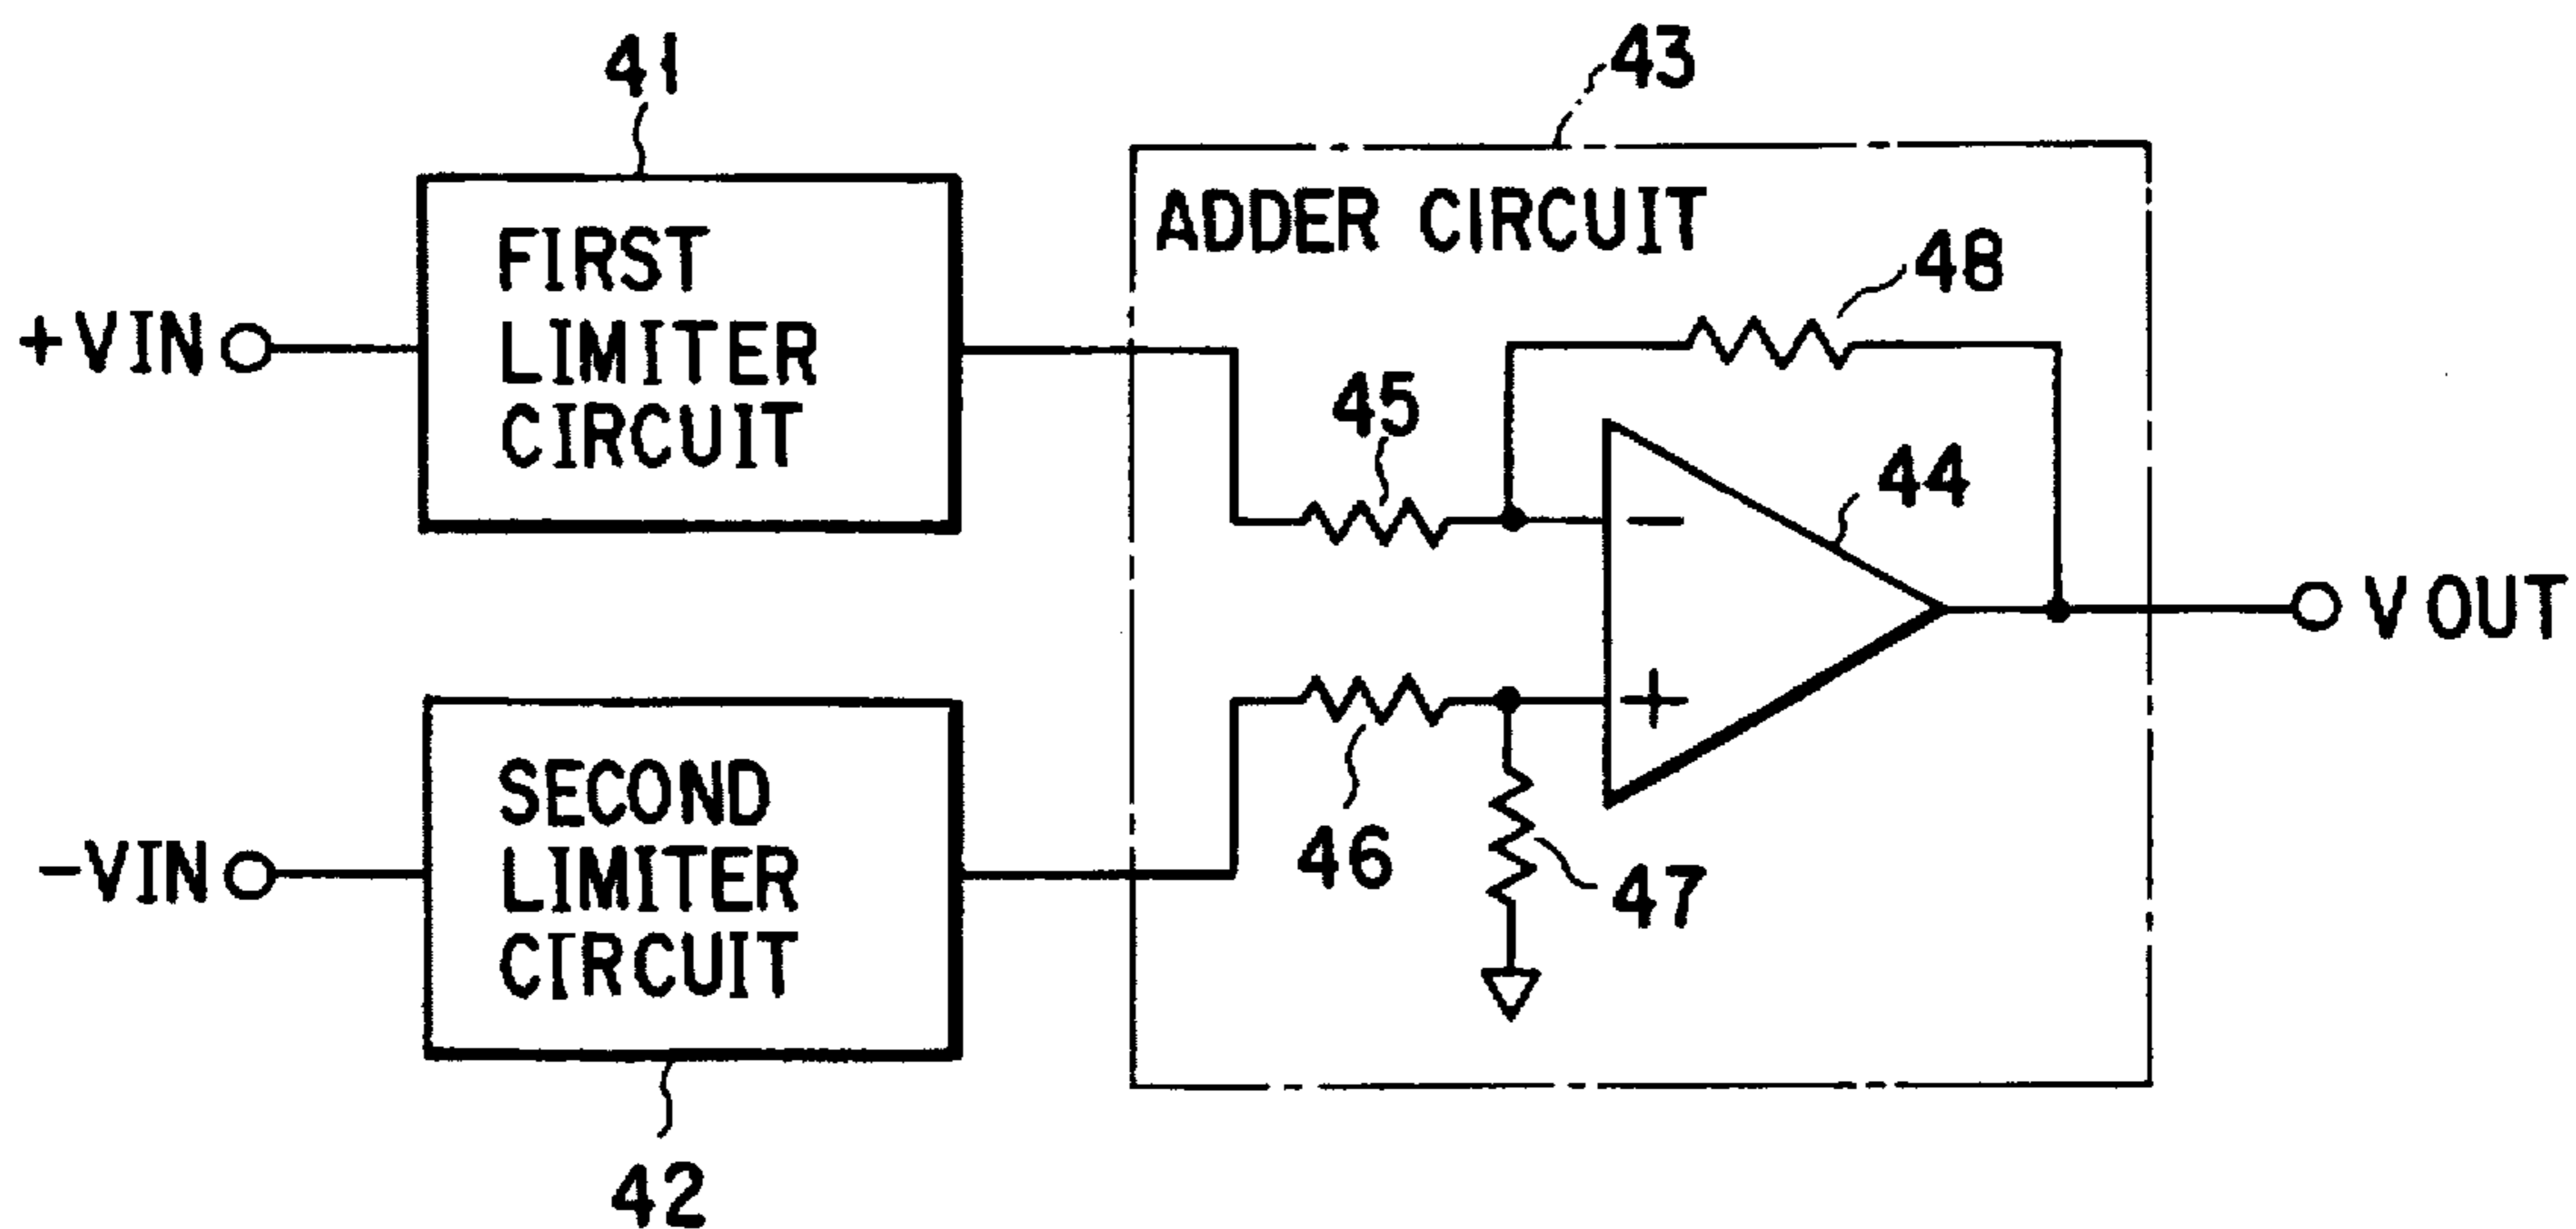 41
43
ADDER CIRCUIT
FIRST
LIMITER
CIRCUIT
+VIN
48
45
44
−
+
V OUT
SECOND
LIMITER
CIRCUIT
-VIN
46
47
42